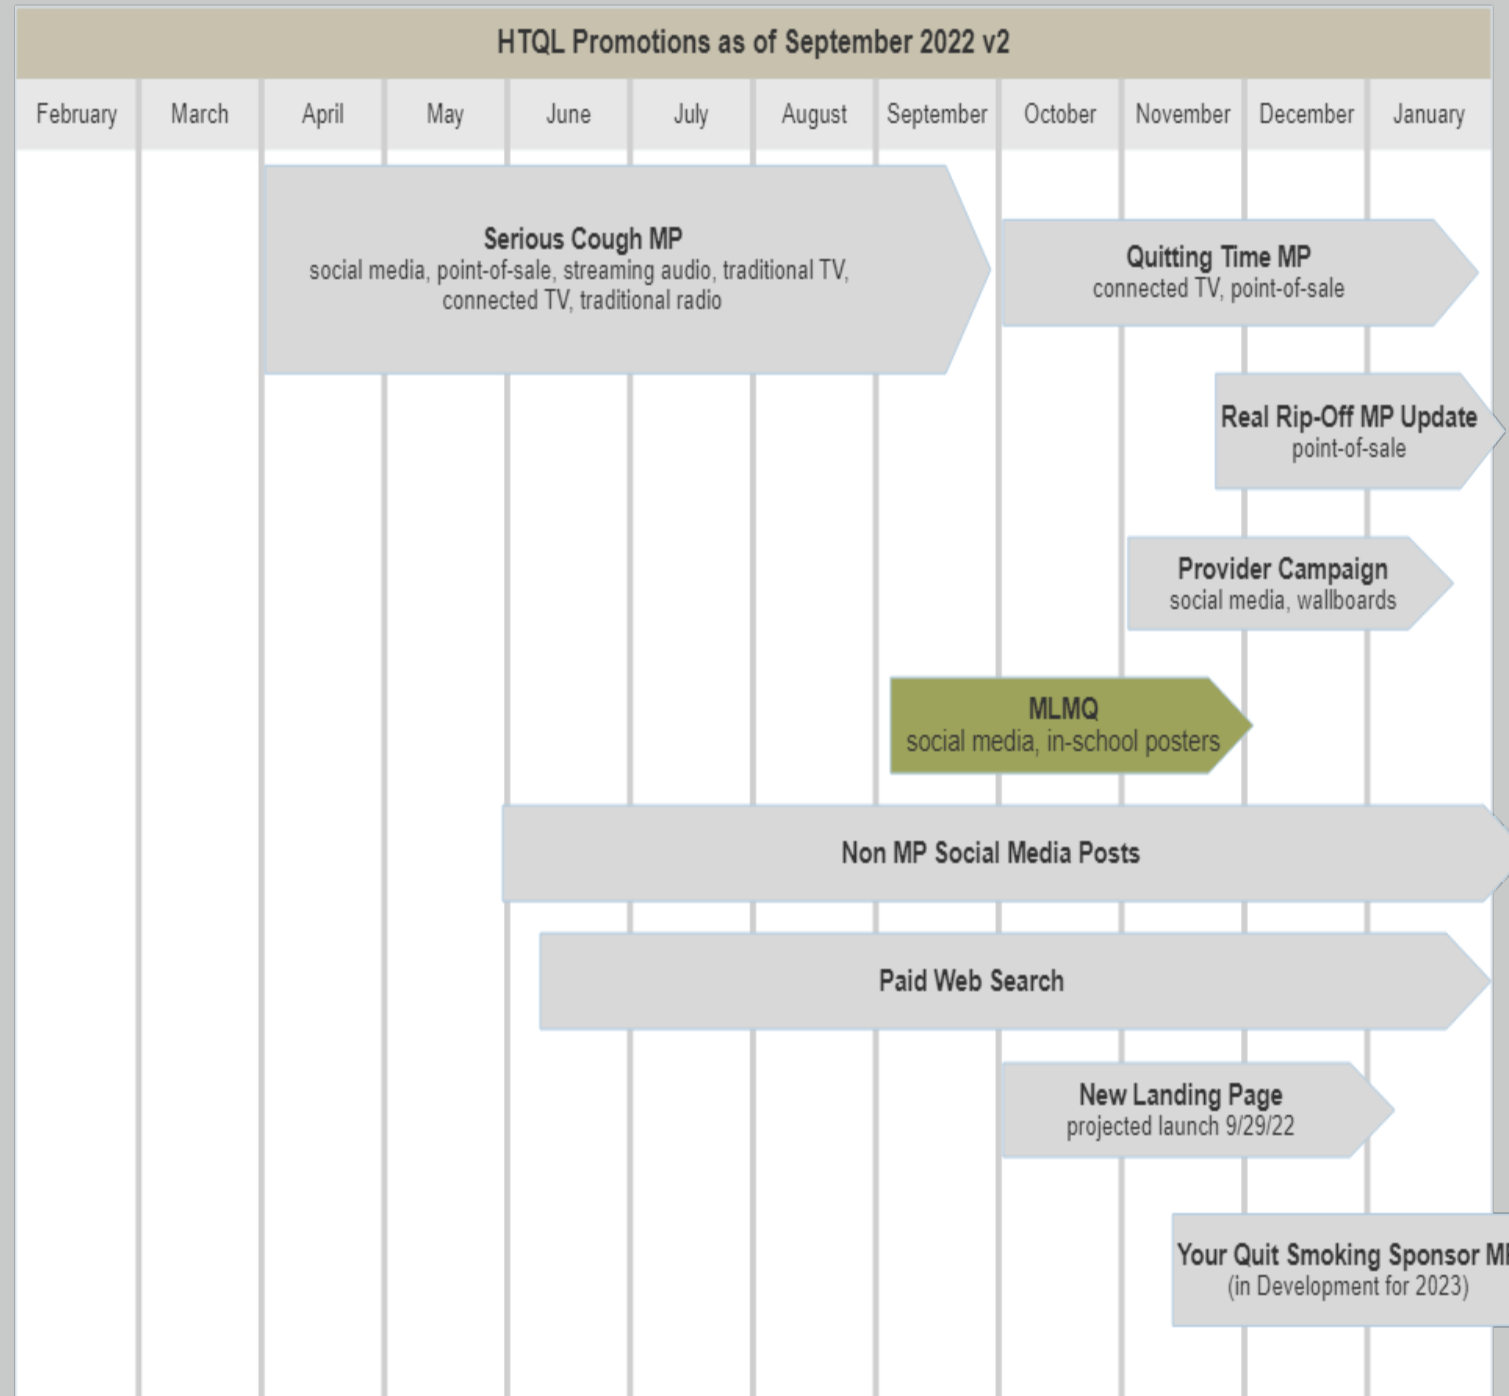 HTQL Promotions as of September 2022 v2
February March April May June July August September October November December January
Serious Cough MP
social media, point-of-sale, streaming audio, traditional TV,
connected TV, traditional radio
Quitting Time MP
connected TV, point-of-sale
Real Rip-Off MP Update
point-of-sale
Provider Campaign
social media, wallboards
MLMQ
social media, in-school posters
Non MP Social Media Posts
Paid Web Search
New Landing Page
projected launch 9/29/22
Your Quit Smoking Sponsor
(in Development for 2023)